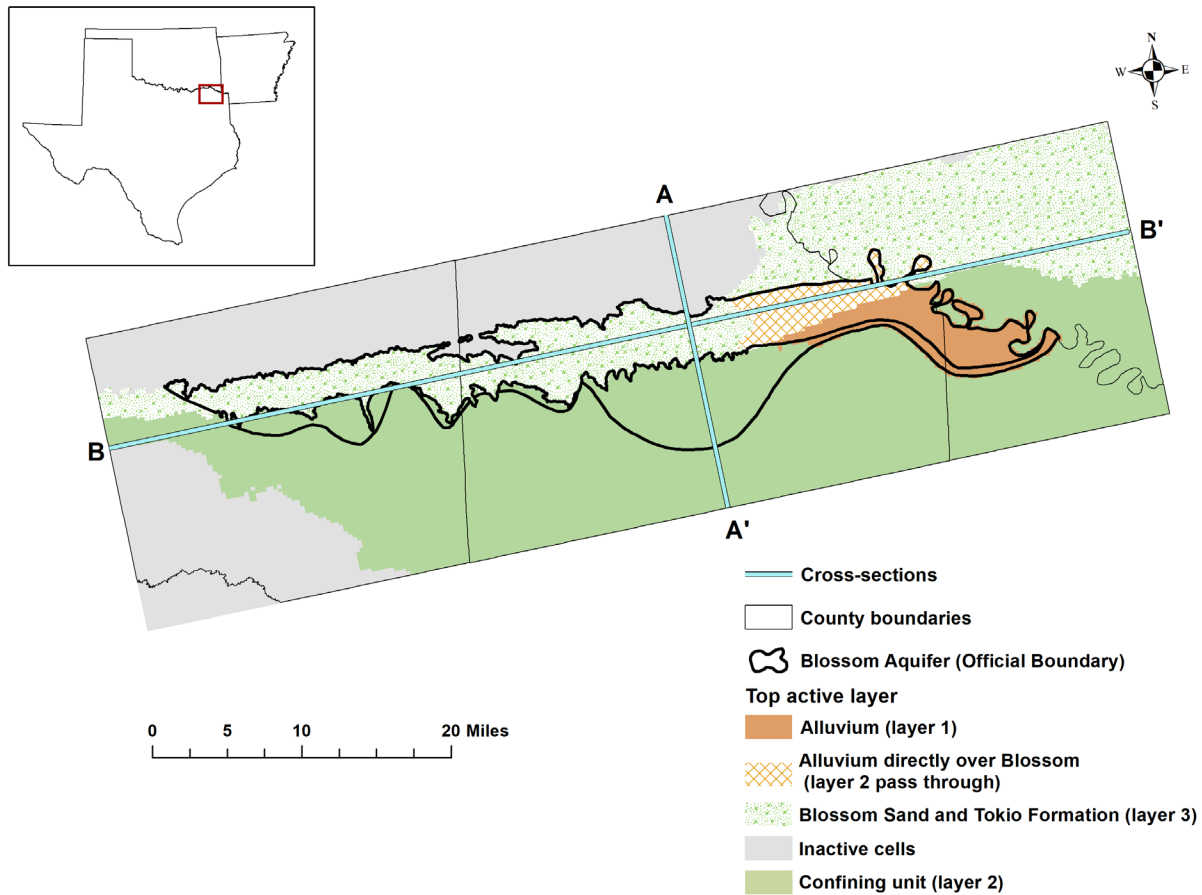 N
W E
S
A
B'
B
A'
Cross-sections
County boundaries
Blossom Aquifer (Official Boundary)
Top active layer
Alluvium (layer 1)
Alluvium directly over Blossom
(layer 2 pass through)
Blossom Sand and Tokio Formation (layer 3)
Inactive cells
Confining unit (layer 2)
0 5 10 20 Miles